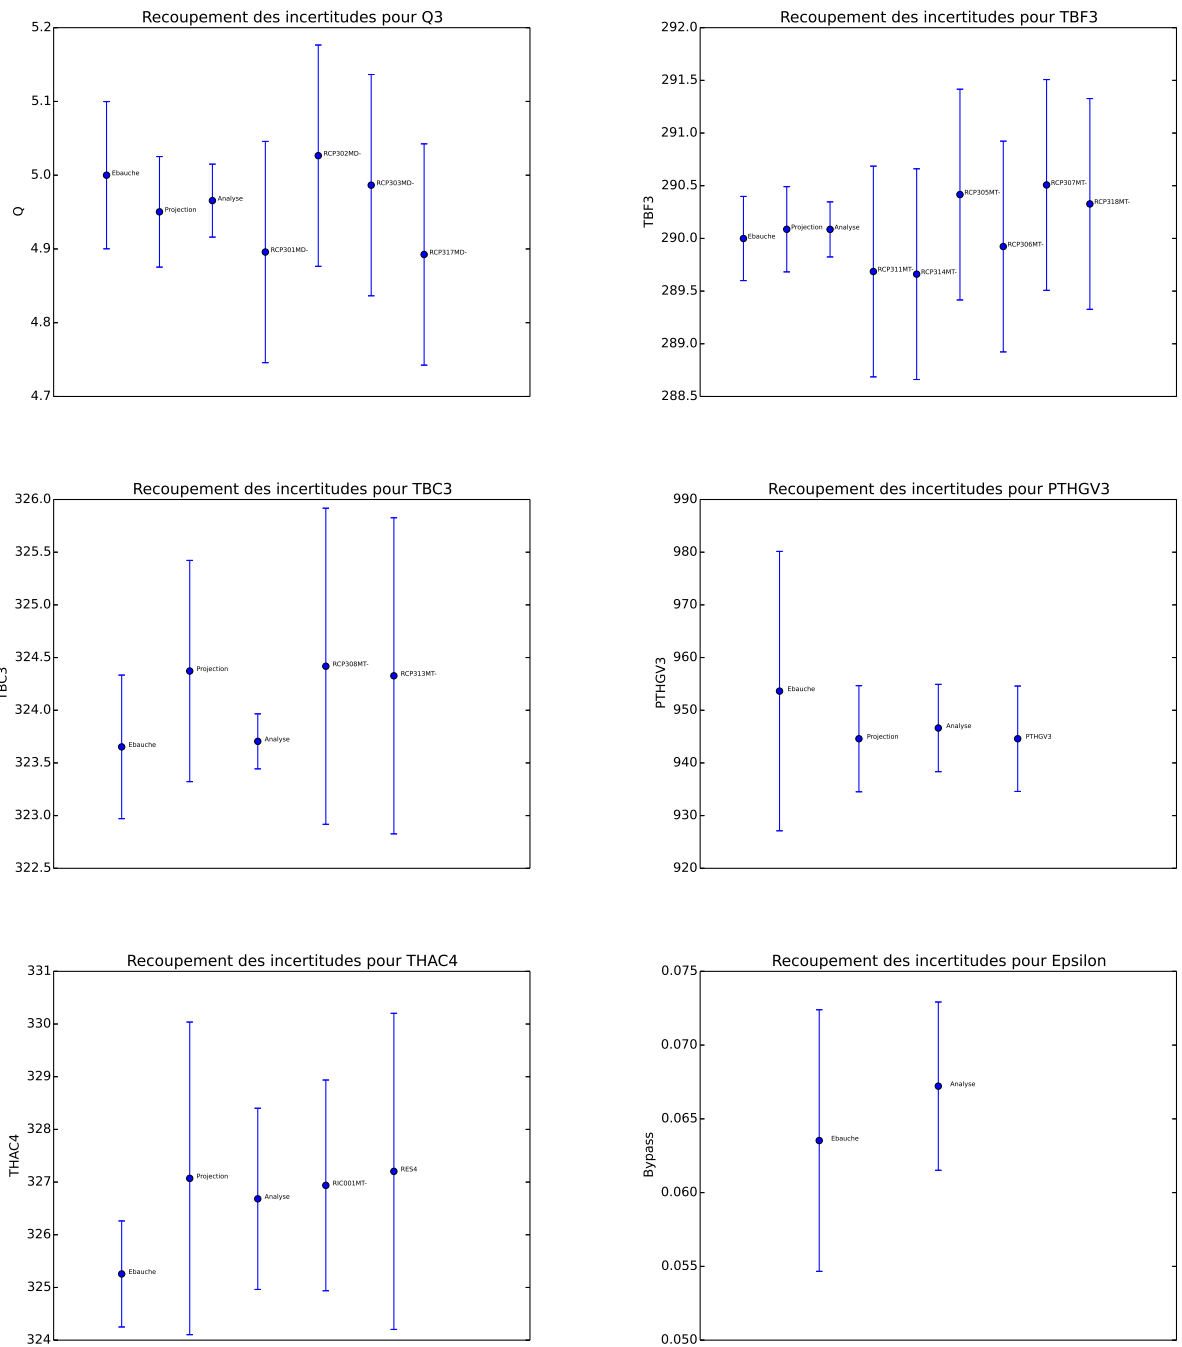 Recoupement des incertitudes pour Q3
5.2
5.1
5.0
4.9
4.8
4.7
Q
Ebauche
Projection
Analyse
RCP301MD-
RCP302MD-
RCP303MD-
RCP317MD-
Recoupement des incertitudes pour TBF3
292.0
291.5
291.0
290.5
290.0
289.5
289.0
288.5
TBF3
Ebauche
Projection
Analyse
RCP311MT-
RCP314MT-
RCP305MT-
RCP306MT-
RCP307MT-
RCP318MT-
Recoupement des incertitudes pour TBC3
326.0
325.5
325.0
324.5
324.0
323.5
323.0
322.5
TBC3
Ebauche
Projection
Analyse
RCP308MT-
RCP313MT-
Recoupement des incertitudes pour PTHGV3
990
980
970
960
950
940
930
920
PTHGV3
Ebauche
Projection
Analyse
PTHGV3
Recoupement des incertitudes pour THAC4
331
330
329
328
327
326
325
324
THAC4
Ebauche
Projection
Analyse
RIC001MT-
RES4
Recoupement des incertitudes pour Epsilon
0.075
0.070
0.065
0.060
0.055
0.050
Bypass
Ebauche
Analyse